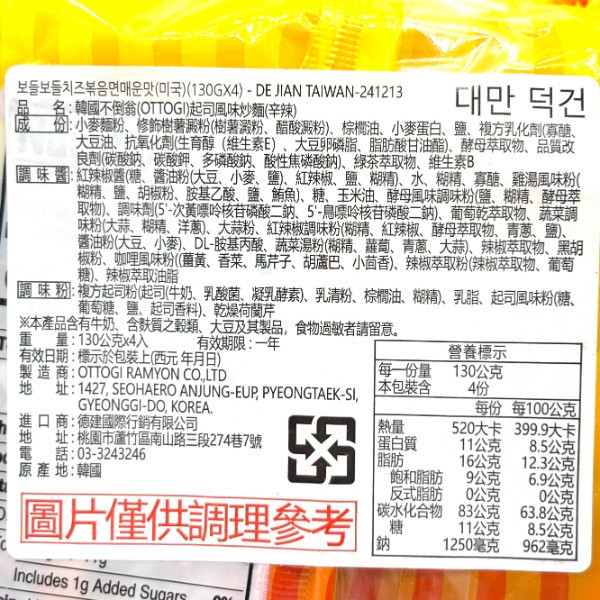 보들보들치즈볶음면매운맛(미국)(130GX4) - DE JIAN TAIWAN-241213
대만 덕건
品名:韓國不倒翁(OTTOGI)起司風味炒麵(辛辣)
成份:小麥麵粉、修飾樹薯澱粉(樹薯澱粉、醋酸澱粉)、棕櫚油、小麥蛋白、鹽、複方乳化劑(寡醣、
大豆油、抗氧化劑(生育醇（維生素E）、大豆卵磷脂、脂肪酸甘油酯)、酵母萃取物、品質改
良劑(碳酸鈉、碳酸鉀、多磷酸鈉、酸性焦磷酸鈉)、綠茶萃取物、維生素B
調味醬:紅辣椒醬(糖、醬油粉(大豆、小麥、鹽)、紅辣椒、鹽、糊精)、水、糊精、寡醣、雞湯風味粉(
糊精、鹽、胡椒粉、胺基乙酸、鹽、鮪魚)、糖、玉米油、酵母風味調味粉(鹽、糊精、酵母萃
取物)、調味劑(5'-次黃嘌呤核苷磷酸二鈉、5'-鳥嘌呤核苷磷酸二鈉)、葡萄乾萃取物、蔬菜調
味粉(大蒜、糊精、洋蔥)、大蒜粉、紅辣椒調味粉(糊精、紅辣椒、酵母萃取物、青蔥、鹽)、
醬油粉(大豆、小麥)、DL-胺基丙酸、蔬菜湯粉(糊精、蘿蔔、青蔥、大蒜)、辣椒萃取物、黑胡
椒粉、咖哩風味粉((薑黃、香菜、馬芹子、胡蘆巴、小茴香)、辣椒萃取粉(辣椒萃取物、葡萄
糖)、辣椒萃取油脂
調味粉:複方起司粉(起司(牛奶、乳酸菌、凝乳酵素)、乳清粉、棕櫚油、糊精)、乳脂、起司風味粉(糖、
葡萄糖、鹽、起司香料)、乾燥荷蘭芹
※本產品含有牛奶、含麩質之穀類、大豆及其製品，食物過敏者請留意。
重量:130公克x4入 有效期限:一年
有效日期:標示於包裝上(西元 年月日)
製造商:OTTOGI RAMYON CO.,LTD
地址:1427, SEOHAERO ANJUNG-EUP, PYEONGTAEK-SI,
GYEONGGI-DO, KOREA.
進口商:德建國際行銷有限公司
地址:桃園市蘆竹區南山路三段274巷7號
電話:03-3243246
原產地:韓國
營養標示
每一份量 130公克
本包裝含 4份
每份 每100公克
熱量 520大卡 399.9大卡
蛋白質 11公克 8.5公克
脂肪 16公克 12.3公克
飽和脂肪 9公克 6.9公克
反式脂肪 0公克 0公克
碳水化合物 83公克 63.8公克
糖 11公克 8.5公克
鈉 1250毫克 962毫克
圖片僅供調理參考
Includes 1g Added Sugars